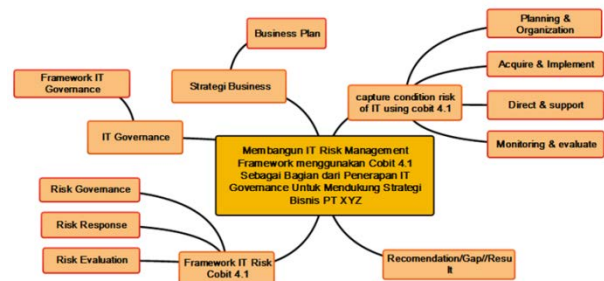 Business Plan
Strategi Business
Framework IT
Governance
IT Governance
Membangun IT Risk Management
Framework menggunakan Cobit 4.1
Sebagai Bagian dari Penerapan IT
Governance Untuk Mendukung Strategi
Bisnis PT XYZ
Risk Governance
Risk Response
Risk Evaluation
Framework IT Risk
Cobit 4.1
capture condition risk
of IT using cobit 4.1
Planning &
Organization
Acquire & Implement
Direct & support
Monitoring & evaluate
Recomendation/Gap//Resu
lt